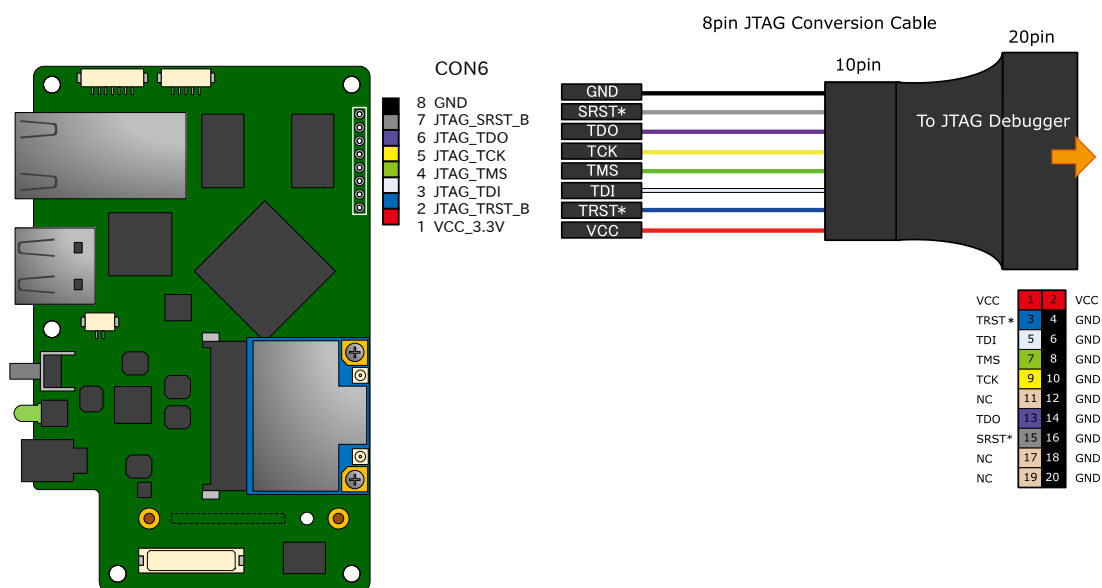 8pin JTAG Conversion Cable
20pin
10pin
To JTAG Debugger
CON6
8 GND
7 JTAG_SRST_B
6 JTAG_TDO
5 JTAG_TCK
4 JTAG_TMS
3 JTAG_TDI
2 JTAG_TRST_B
1 VCC_3.3V
GND
SRST*
TDO
TCK
TMS
TDI
TRST*
VCC
VCC 1 2 VCC
TRST* 3 4 GND
TDI 5 6 GND
TMS 7 8 GND
TCK 9 10 GND
NC 11 12 GND
TDO 13 14 GND
SRST* 15 16 GND
NC 17 18 GND
NC 19 20 GND